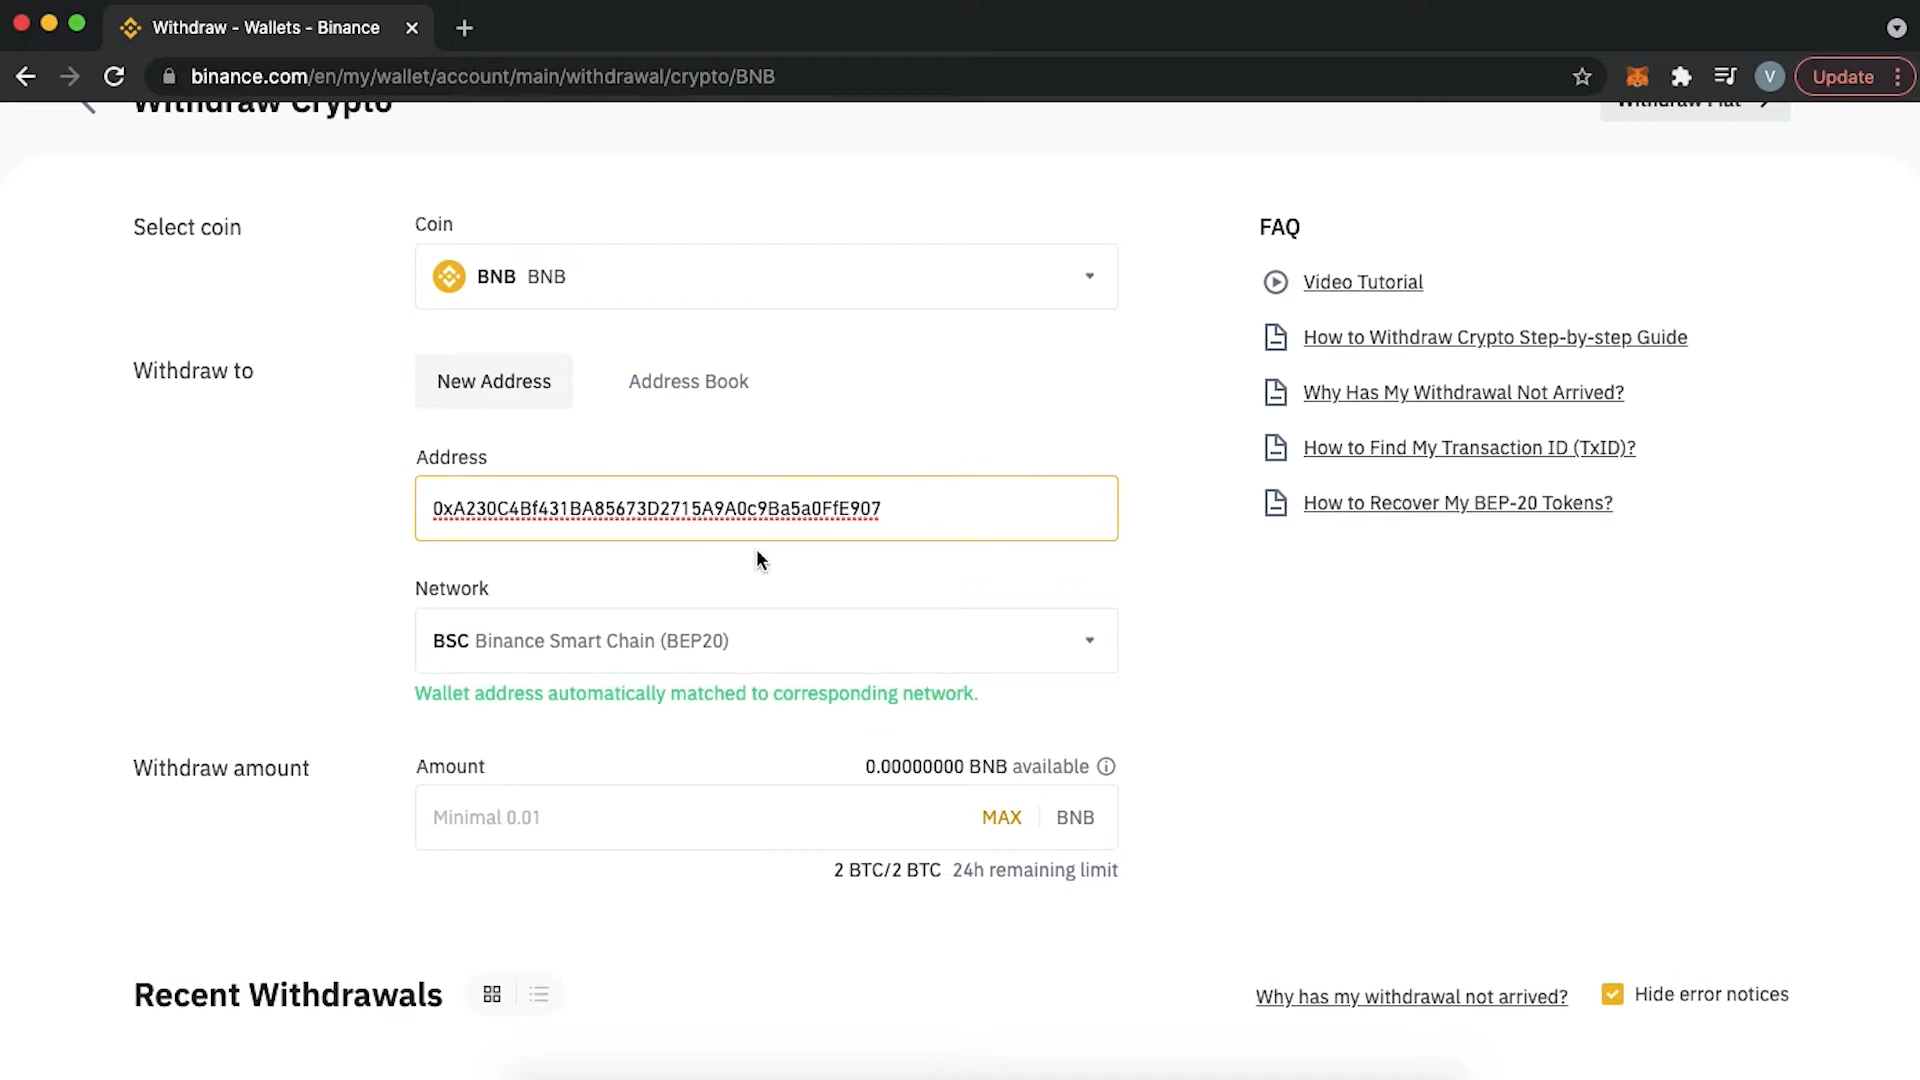 Withdraw - Wallets - Binance
binance.com/en/my/wallet/account/main/withdrawal/crypto/BNB
V
Update
Withdraw Crypto
Withdraw Fiat
Select coin
Coin
BNB BNB
Withdraw to
New Address
Address Book
Address
0xA230C4Bf431BA85673D2715A9A0c9Ba5a0FfE907
Network
BSC Binance Smart Chain (BEP20)
Wallet address automatically matched to corresponding network.
Withdraw amount
Amount
0.00000000 BNB available
Minimal 0.01
MAX
BNB
2 BTC/2 BTC 24h remaining limit
FAQ
Video Tutorial
How to Withdraw Crypto Step-by-step Guide
Why Has My Withdrawal Not Arrived?
How to Find My Transaction ID (TxID)?
How to Recover My BEP-20 Tokens?
Recent Withdrawals
Why has my withdrawal not arrived?
Hide error notices